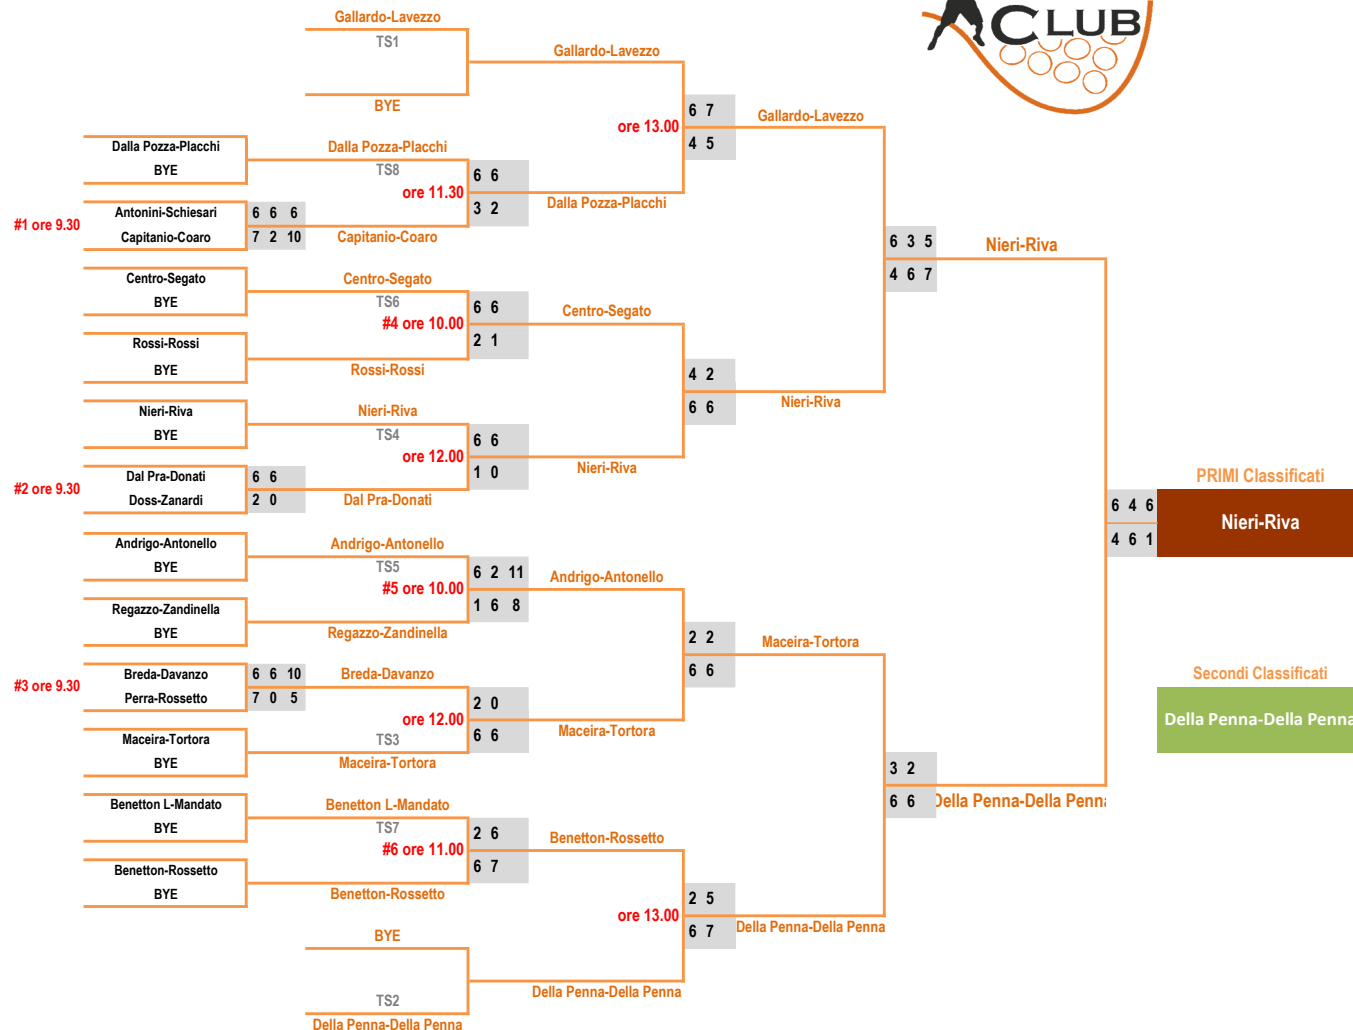 CLUB
Gallardo-Lavezzo
TS1
BYE
Gallardo-Lavezzo
ore 13.00
6 7
4 5
Gallardo-Lavezzo
Dalla Pozza-Placchi
BYE
Dalla Pozza-Placchi
TS8
ore 11.30
6 6
3 2
Dalla Pozza-Placchi
#1 ore 9.30
Antonini-Schiesari
6 6 6
Capitanio-Coaro
7 2 10
Capitanio-Coaro
6 3 5
4 6 7
Nieri-Riva
Centro-Segato
BYE
Centro-Segato
TS6
#4 ore 10.00
6 6
2 1
Centro-Segato
Rossi-Rossi
BYE
Rossi-Rossi
4 2
6 6
Nieri-Riva
Nieri-Riva
BYE
Nieri-Riva
TS4
ore 12.00
6 6
1 0
Nieri-Riva
#2 ore 9.30
Dal Pra-Donati
6 6
Doss-Zanardi
2 0
Dal Pra-Donati
PRIMI Classificati
6 4 6
4 6 1
Nieri-Riva
Andrigo-Antonello
BYE
Andrigo-Antonello
TS5
#5 ore 10.00
6 2 11
1 6 8
Andrigo-Antonello
Regazzo-Zandinella
BYE
Regazzo-Zandinella
2 2
6 6
Maceira-Tortora
#3 ore 9.30
Breda-Davanzo
6 6 10
Perra-Rossetto
7 0 5
Breda-Davanzo
ore 12.00
TS3
2 0
6 6
Maceira-Tortora
Secondi Classificati
Della Penna-Della Penna
Maceira-Tortora
BYE
Maceira-Tortora
3 2
6 6
Della Penna-Della Penna
Benetton L-Mandato
BYE
Benetton L-Mandato
TS7
#6 ore 11.00
2 6
6 7
Benetton-Rossetto
Benetton-Rossetto
BYE
Benetton-Rossetto
ore 13.00
2 5
6 7
Della Penna-Della Penna
BYE
TS2
Della Penna-Della Penna
Della Penna-Della Penna